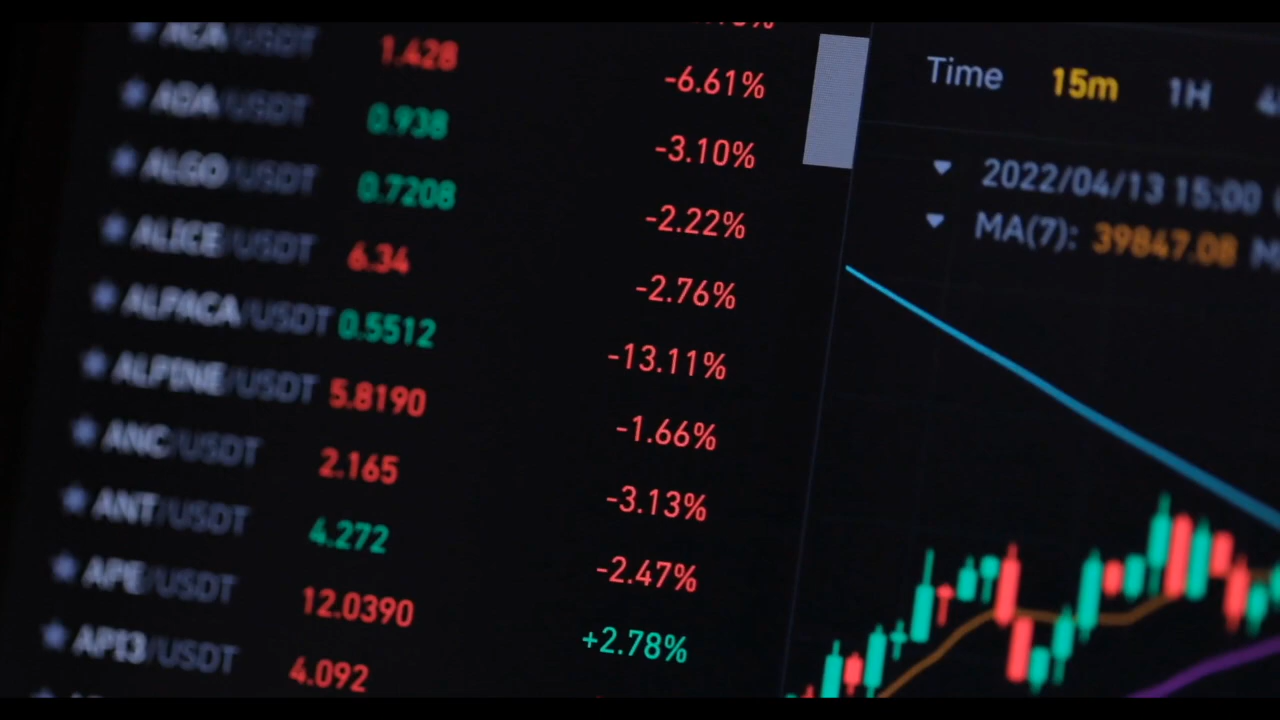 ACA/USDT 1.428 -6.61%
ADA/USDT 0.938 -3.10%
ALGO/USDT 0.7208 -2.22%
ALICE/USDT 6.34 -2.76%
ALPACA/USDT 0.5512 -13.11%
ALPINE/USDT 5.8190 -1.66%
ANC/USDT 2.165 -3.13%
ANT/USDT 4.272 -2.47%
APE/USDT 12.0390 +2.78%
API3/USDT 4.092
Time 15m 1H
2022/04/13 15:00
MA(7): 39847.08